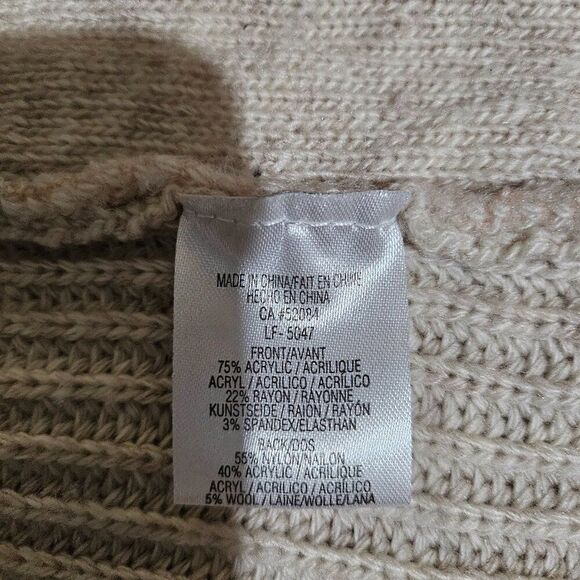 MADE IN CHINA/FAIT EN CHINE
HECHO EN CHINA
CA #52084
LF- 5047
FRONT/AVANT
75% ACRYLIC / ACRILIQUE
ACRYL / ACRILICO / ACRÍLICO
22% RAYON / RAYONNE
KUNSTSEIDE / RAION / RAYÓN
3% SPANDEX/ELASTHAN
BACK/DOS
55% NYLON/NAILON
40% ACRYLIC / ACRILIQUE
ACRYL / ACRILICO / ACRÍLICO
5% WOOL / LAINE/WOLLE/LANA